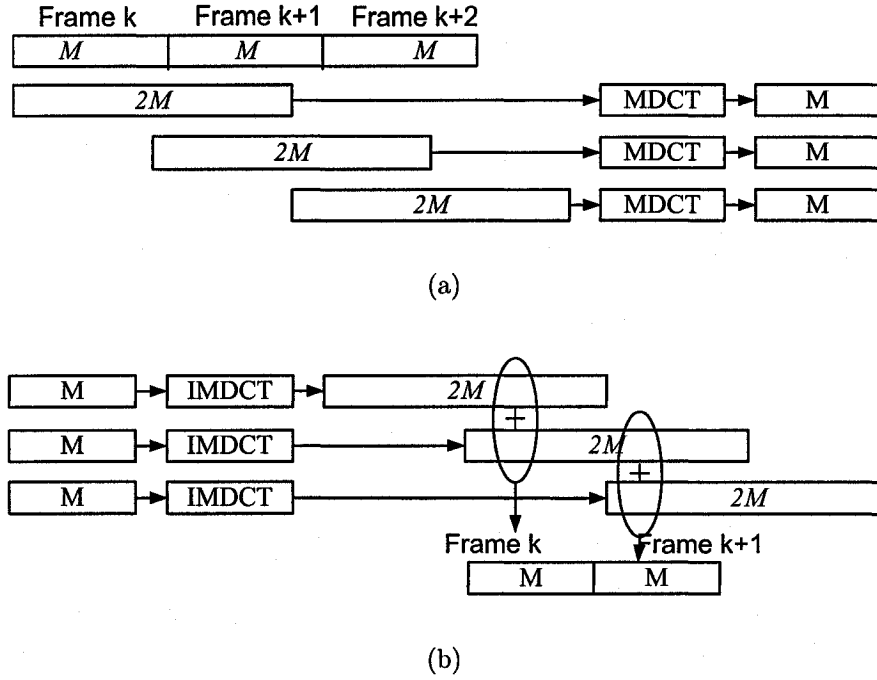 Frame k Frame k+1 Frame k+2
M M M
2M MDCT M
2M MDCT M
2M MDCT M
(a)
M IMDCT 2M
+
M IMDCT 2M
+
M IMDCT 2M
Frame k Frame k+1
M M
(b)